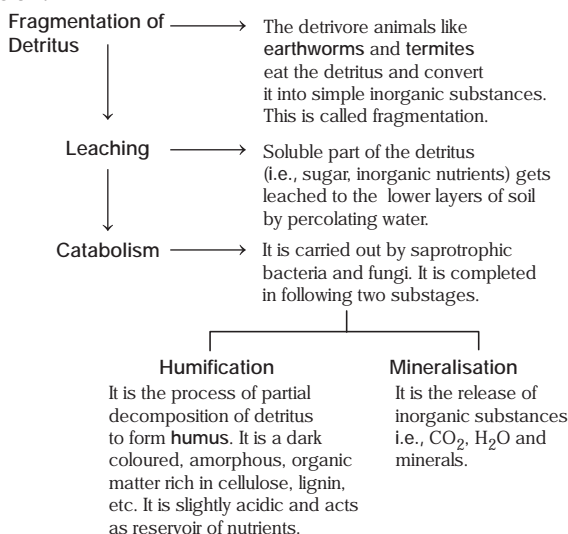 Fragmentation of
Detritus
The detrivore animals like
earthworms and termites
eat the detritus and convert
it into simple inorganic substances.
This is called fragmentation.
Leaching
Soluble part of the detritus
(i.e., sugar, inorganic nutrients) gets
leached to the lower layers of soil
by percolating water.
Catabolism
It is carried out by saprotrophic
bacteria and fungi. It is completed
in following two substages.
Humification
It is the process of partial
decomposition of detritus
to form humus. It is a dark
coloured, amorphous, organic
matter rich in cellulose, lignin,
etc. It is slightly acidic and acts
as reservoir of nutrients.
Mineralisation
It is the release of
inorganic substances
i.e., CO₂, H₂O and
minerals.